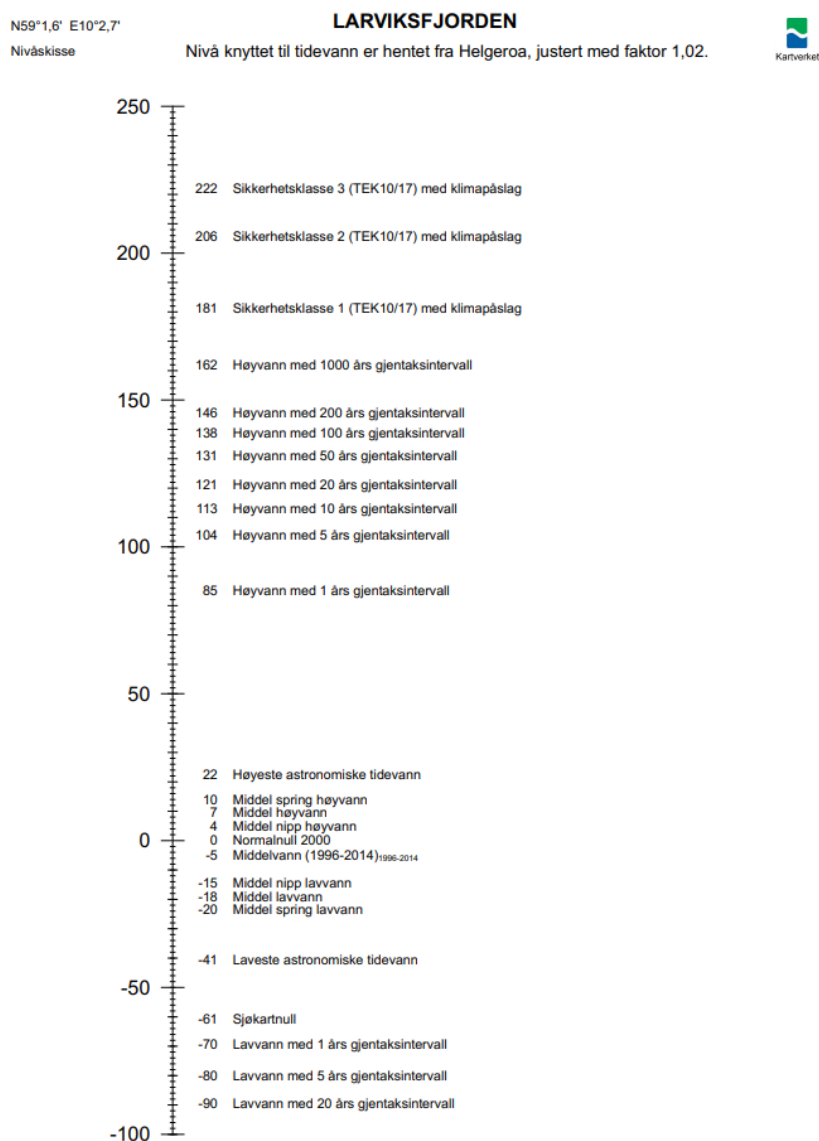 N59°1,6' E10°2,7'
LARVIKSFJORDEN
Nivåskisse
Nivå knyttet til tidevann er hentet fra Helgeroa, justert med faktor 1,02.
Kartverket
250
222 Sikkerhetsklasse 3 (TEK10/17) med klimapåslag
206 Sikkerhetsklasse 2 (TEK10/17) med klimapåslag
200
181 Sikkerhetsklasse 1 (TEK10/17) med klimapåslag
162 Høyvann med 1000 års gjentaksintervall
150
146 Høyvann med 200 års gjentaksintervall
138 Høyvann med 100 års gjentaksintervall
131 Høyvann med 50 års gjentaksintervall
121 Høyvann med 20 års gjentaksintervall
113 Høyvann med 10 års gjentaksintervall
104 Høyvann med 5 års gjentaksintervall
100
85 Høyvann med 1 års gjentaksintervall
50
22 Høyeste astronomiske tidevann
10 Middel spring høyvann
7 Middel høyvann
4 Middel nipp høyvann
0
0 Normalnull 2000
-5 Middelvann (1996-2014)1996-2014
-15 Middel nipp lavvann
-18 Middel lavvann
-20 Middel spring lavvann
-41 Laveste astronomiske tidevann
-50
-61 Sjøkartnull
-70 Lavvann med 1 års gjentaksintervall
-80 Lavvann med 5 års gjentaksintervall
-90 Lavvann med 20 års gjentaksintervall
-100